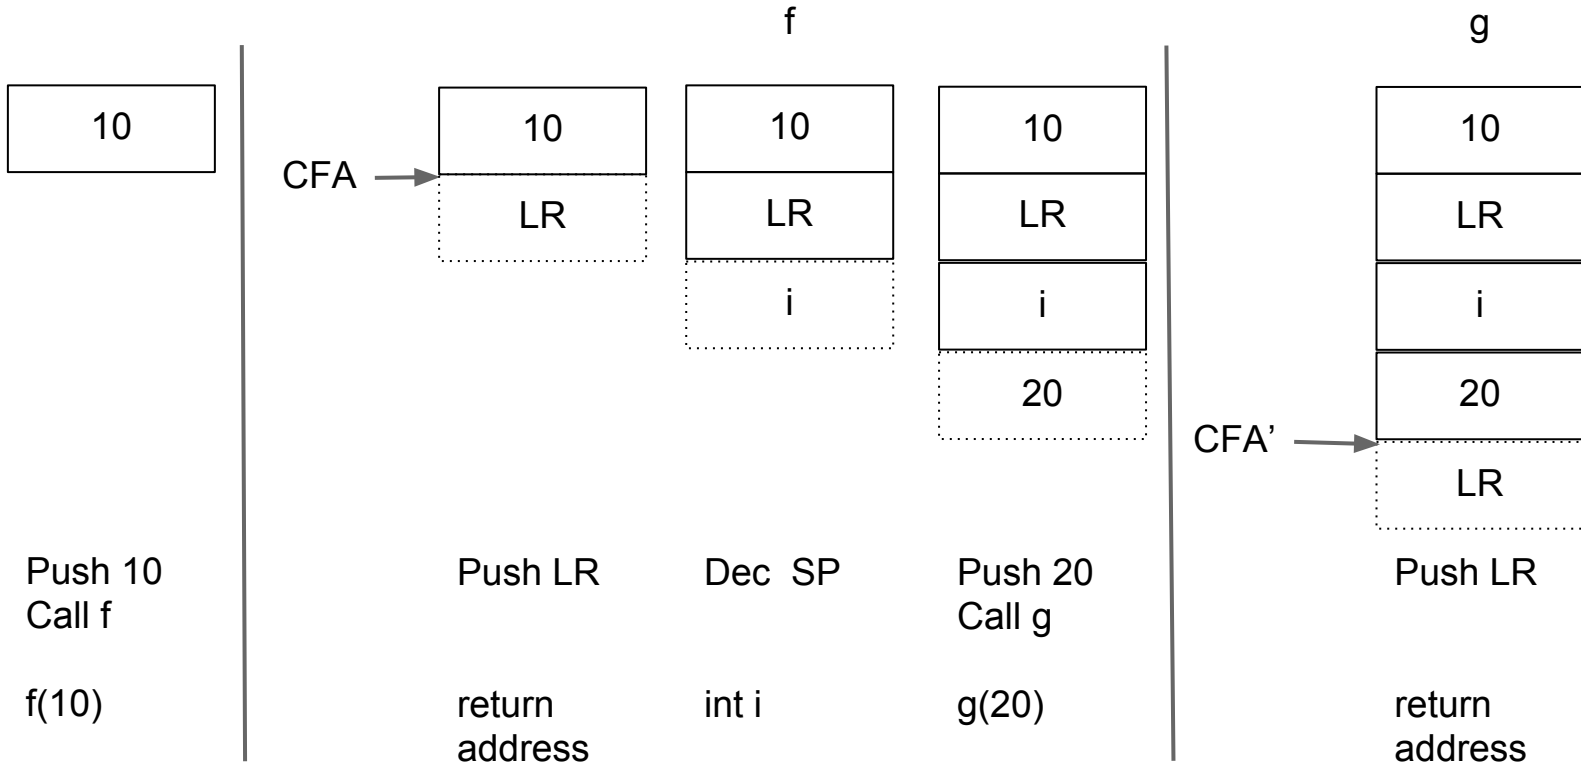 f
g
10
10
10
10
10
CFA
LR
LR
LR
LR
i
i
i
20
20
CFA’
LR
Push 10
Call f
Push LR
Dec SP
Push 20
Call g
Push LR
f(10)
return
address
int i
g(20)
return
address